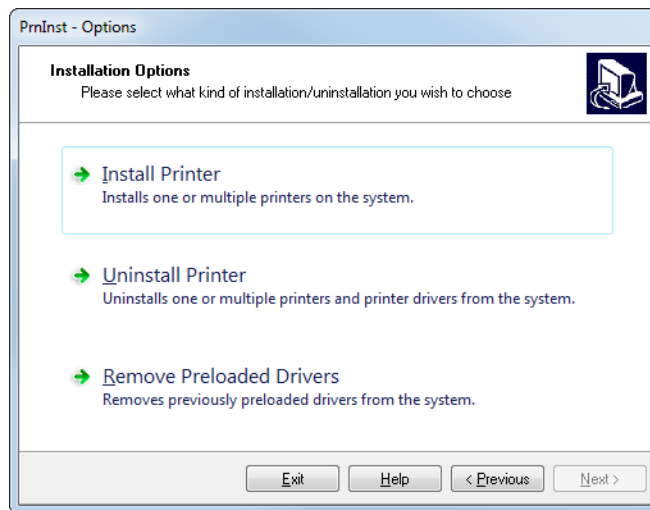 PrnInst - Options
Installation Options
Please select what kind of installation/uninstallation you wish to choose
Install Printer
Installs one or multiple printers on the system.
Uninstall Printer
Uninstalls one or multiple printers and printer drivers from the system.
Remove Preloaded Drivers
Removes previously preloaded drivers from the system.
Exit Help < Previous Next >